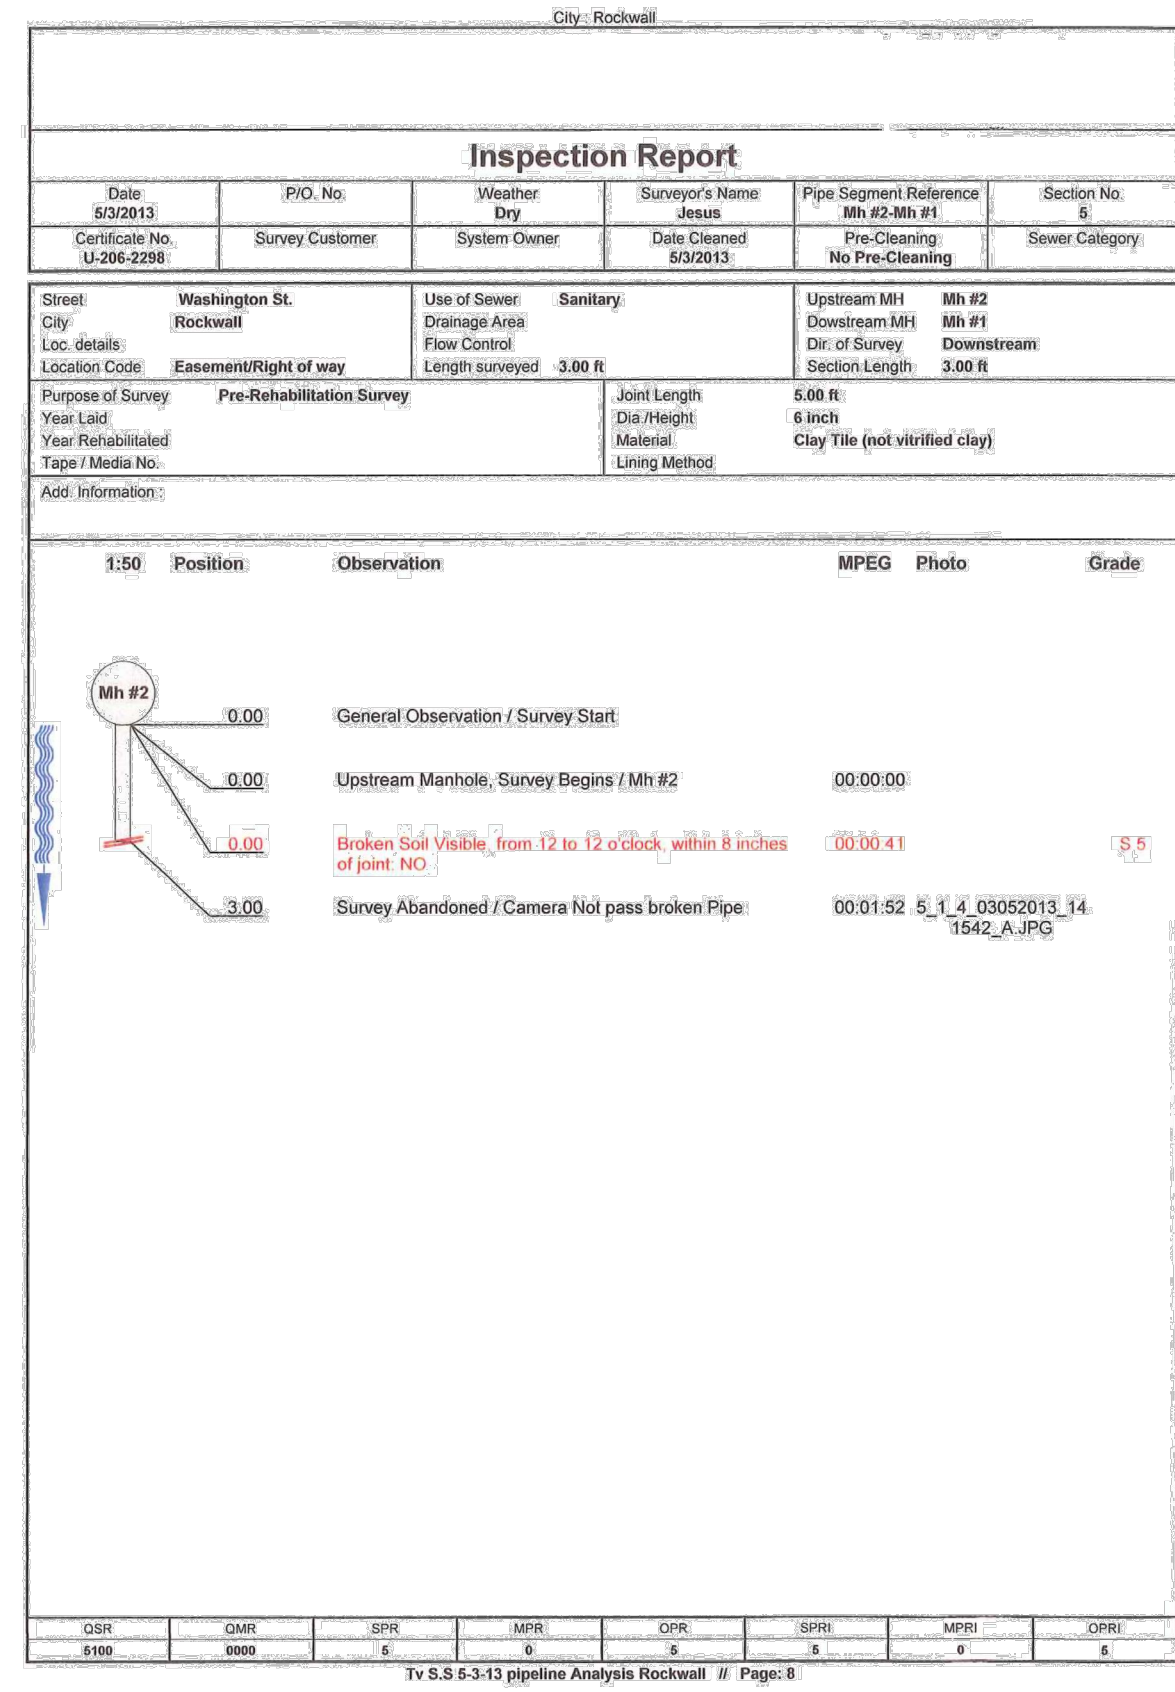 City : Rockwall
Inspection Report
Date P/O. No. Weather Surveyor's Name Pipe Segment Reference Section No.
5/3/2013 Dry Jesus Mh #2-Mh #1 5
Certificate No. Survey Customer System Owner Date Cleaned Pre-Cleaning Sewer Category
U-206-2298 5/3/2013 No Pre-Cleaning
Street Washington St. Use of Sewer Sanitary Upstream MH Mh #2
City Rockwall Drainage Area Dowstream MH Mh #1
Loc. details Flow Control Dir. of Survey Downstream
Location Code Easement/Right of way Length surveyed 3.00 ft Section Length 3.00 ft
Purpose of Survey Pre-Rehabilitation Survey Joint Length 5.00 ft
Year Laid Dia./Height 6 inch
Year Rehabilitated Material Clay Tile (not vitrified clay)
Tape / Media No. Lining Method
Add. Information :
1:50 Position Observation MPEG Photo Grade
Mh #2
0.00 General Observation / Survey Start
0.00 Upstream Manhole, Survey Begins / Mh #2 00:00:00
0.00 Broken Soil Visible, from 12 to 12 o'clock, within 8 inches 00:00:41 S 5
of joint: NO
3.00 Survey Abandoned / Camera Not pass broken Pipe 00:01:52 5_1_4_03052013_14
1542_A.JPG
QSR QMR SPR MPR OPR SPRI MPRI OPRI
5100 0000 5 0 5 5 0 5
Tv S.S 5-3-13 pipeline Analysis Rockwall // Page: 8